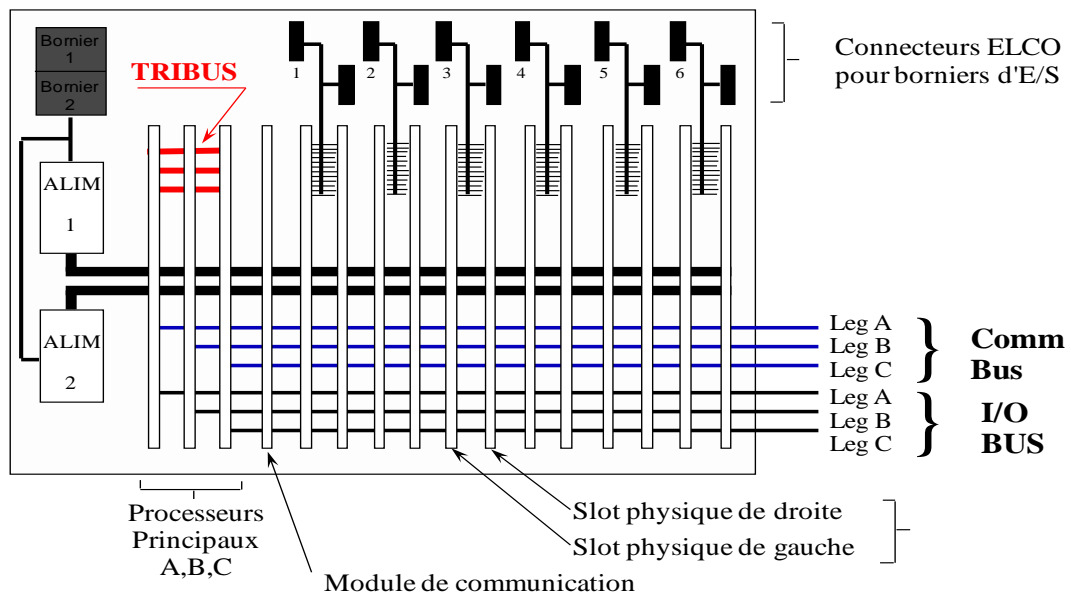 Bornier
1
Bornier
2
TRIBUS
1
2
3
4
5
6
Connecteurs ELCO
pour borniers d'E/S
ALIM
1
ALIM
2
Leg A
Leg B
Leg C
Comm
Bus
Leg A
Leg B
Leg C
I/O
BUS
Processeurs
Principaux
A,B,C
Slot physique de droite
Slot physique de gauche
Module de communication